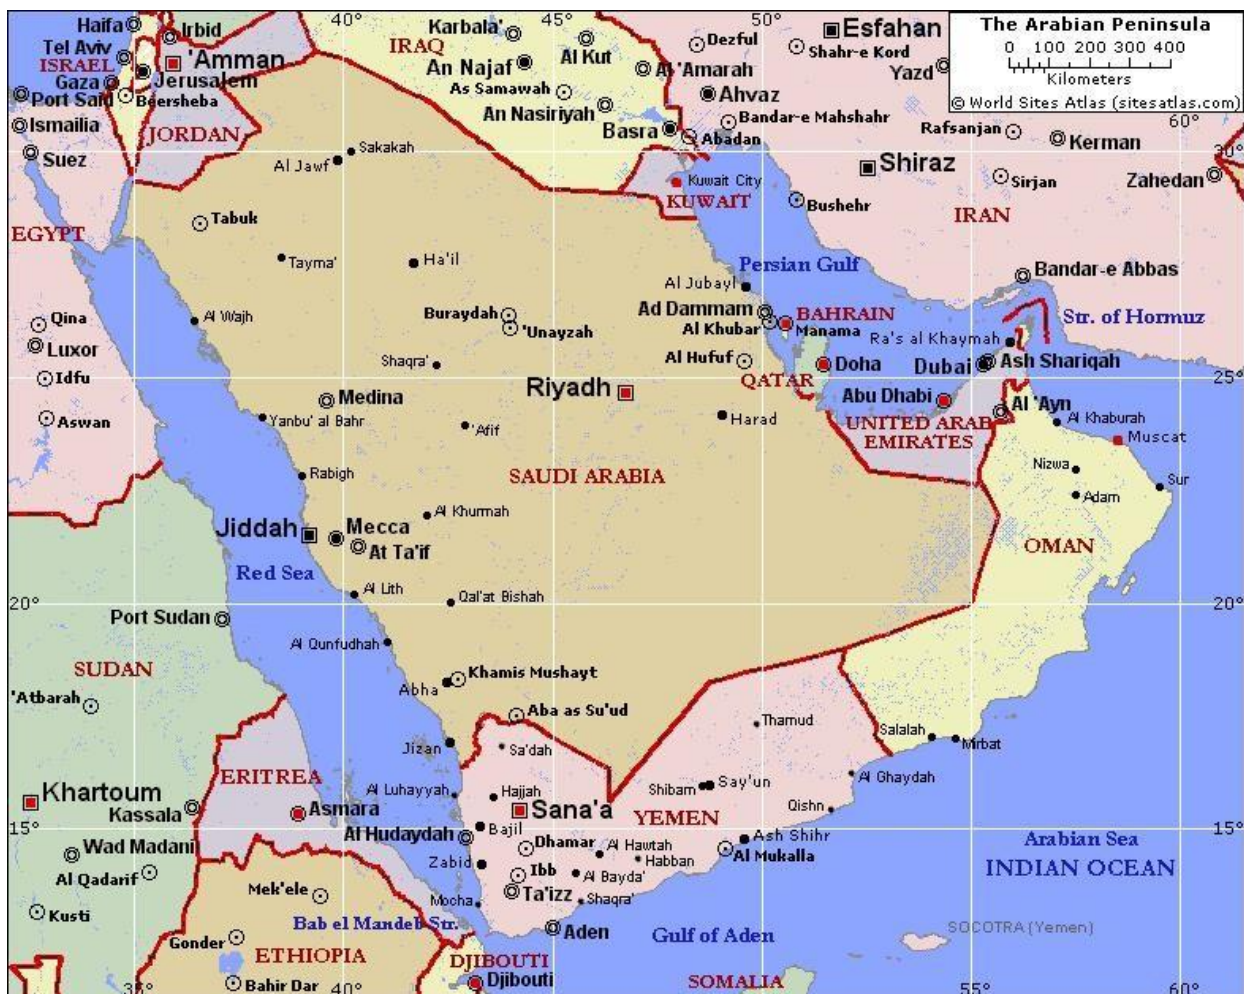 The Arabian Peninsula
0 100 200 300 400
Kilometers
© World Sites Atlas (sitesatlas.com)
35° 40° 45° 50° 60°
Haifa
Irbid
Tel Aviv
'Amman
ISRAEL
Jerusalem
Gaza
Port Said
Beersheba
Ismailia
JORDAN
Suez
EGYPT
Karbala'
IRAQ
Al Kut
An Najaf
Al 'Amarah
As Samawah
An Nasiriyah
Basra
Dezful
Esfahan
Shahr-e Kord
Yazd
Ahvaz
Bandar-e Mahshahr
Abadan
Rafsanjan
Kerman
30°
Shiraz
Sirjan
Zahedan
Kuwait City
KUWAIT
Bushehr
IRAN
Sakakah
Al Jawf
Tabuk
Tayma'
Ha'il
Persian Gulf
Bandar-e Abbas
Al Jubayl
Str. of Hormuz
Qina
Al Wajh
Buraydah
'Unayzah
Ad Dammam
BAHRAIN
Al Khubar
Manama
Ra's al Khaymah
Luxor
Shaqra'
Al Hufuf
Doha
Dubai
Ash Shariqah
Idfu
QATAR
25°
Riyadh
Medina
Abu Dhabi
Al 'Ayn
Aswan
Yanbu' al Bahr
'Afif
Harad
UNITED ARAB
EMIRATES
Al Khaburah
Muscat
Rabigh
SAUDI ARABIA
Nizwa
Sur
Adam
Al Khurmah
Jiddah
Mecca
At Ta'if
OMAN
Red Sea
Al Lith
Qal'at Bishah
20° 20°
Port Sudan
Al Qunfudhah
SUDAN
Khamis Mushayt
Abha
'Atbarah
Aba as Su'ud
Thamud
Salalah
Mirbat
Jizan
Sa'dah
ERITREA
Al Ghaydah
Al Luhayyah
Hajjah
Shibam
Say'un
Khartoum
Kassala
Asmara
Sana'a
YEMEN
Qishn
15° 15°
Al Hudaydah
Bajil
Ash Shihr
Arabian Sea
Wad Madani
Dhamar
Al Hawtah
Al Mukalla
INDIAN OCEAN
Zabid
Habban
Al Qadarif
Ibb
Al Bayda'
Mek'ele
Ta'izz
Shaqra'
Mocha
Kusti
Bab el Mandeb Str.
Aden
Gulf of Aden
SOCOTRA (Yemen)
Gonder
ETHIOPIA
DJIBOUTI
Djibouti
SOMALIA
Bahir Dar
35° 40° 45° 50° 55° 60°